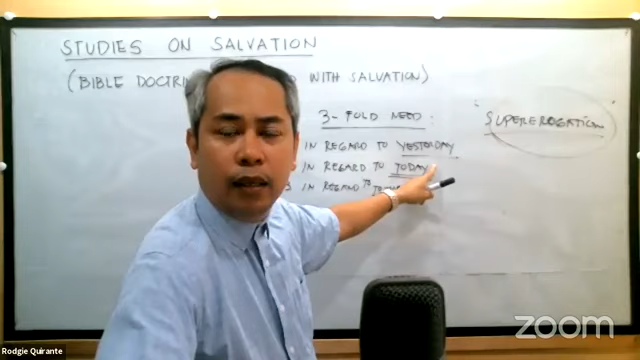 STUDIES ON SALVATION
(BIBLE DOCTRI WITH SALVATION)
3-FOLD NEED:
" SUPEREROGATION
IN REGARD TO YESTERDAY
IN REGARD TO TODAY
3 IN REGARD TO
Rodgie Quirante
zoom